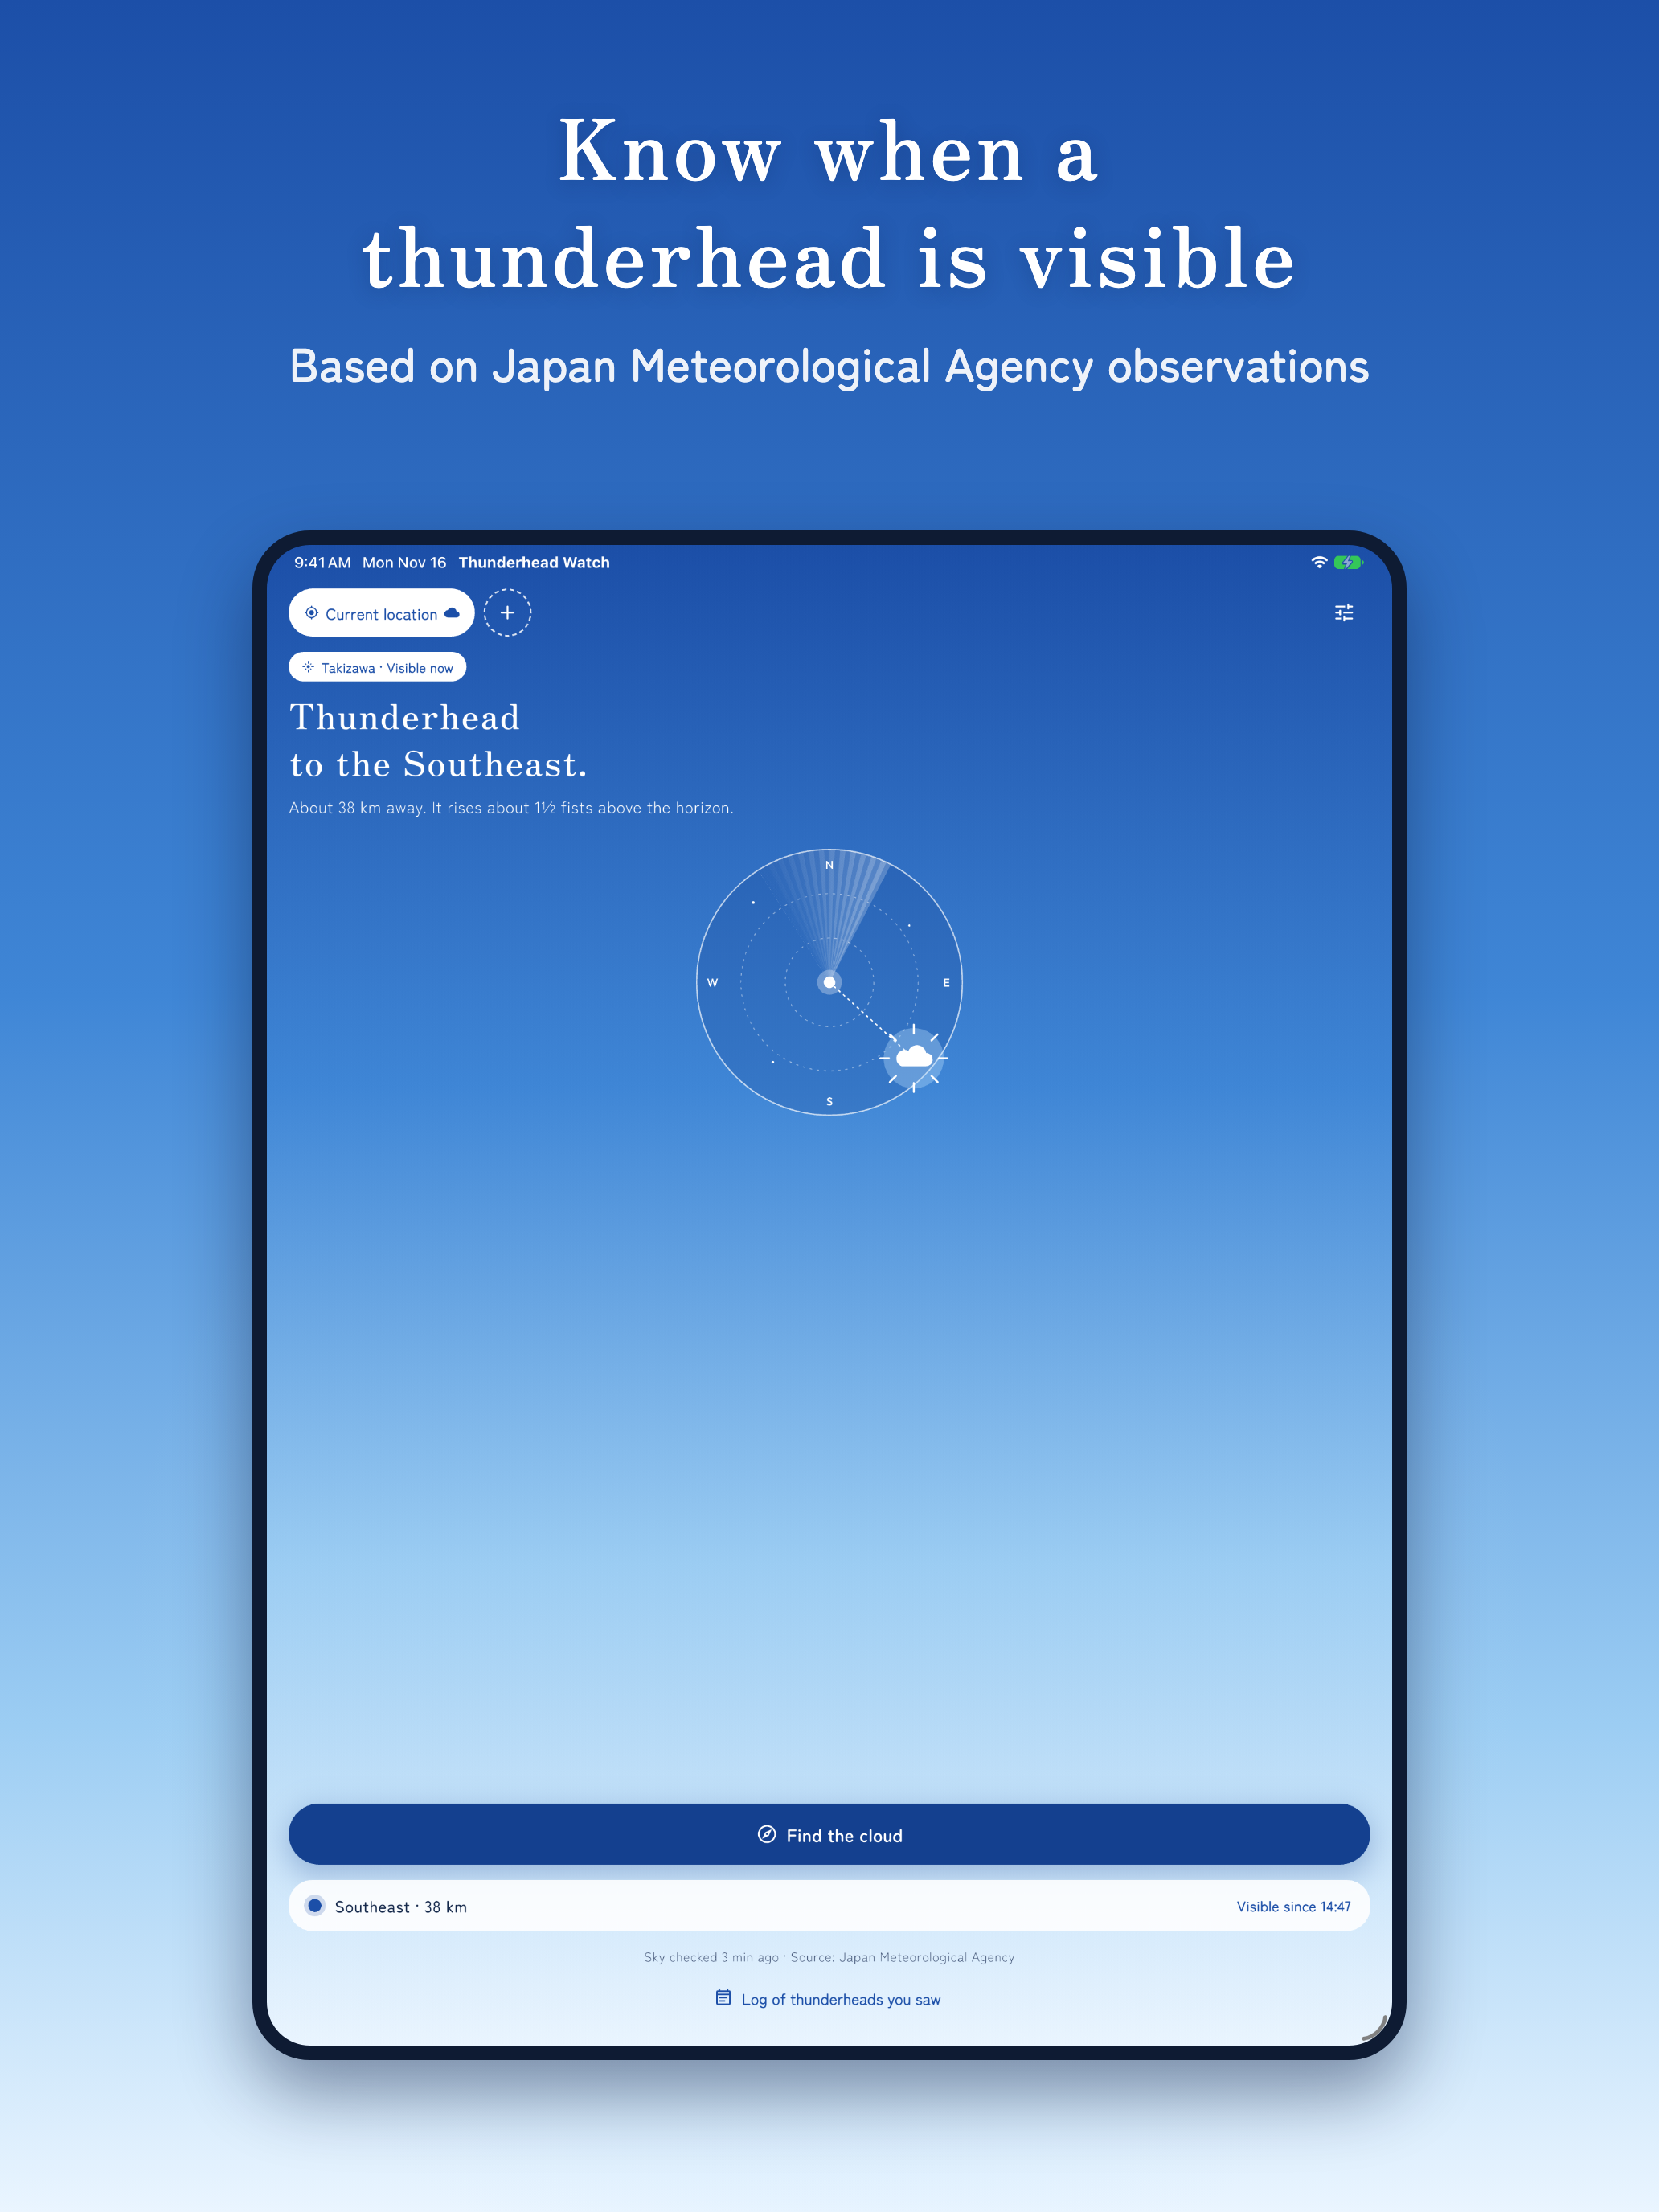 Know when a
thunderhead is visible
Based on Japan Meteorological Agency observations
9:41 AM Mon Nov 16 Thunderhead Watch
Current location
Takizawa · Visible now
Thunderhead
to the Southeast.
About 38 km away. It rises about 1½ fists above the horizon.
N
W
E
S
Find the cloud
Southeast · 38 km
Visible since 14:47
Sky checked 3 min ago · Source: Japan Meteorological Agency
Log of thunderheads you saw